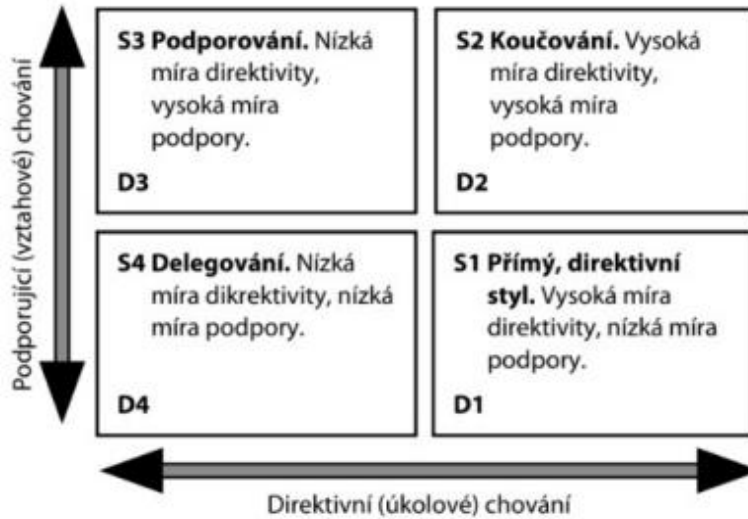 Podporující (vztahové) chování
S3 Podporování. Nízká
míra direktivity,
vysoká míra
podpory.
D3
S2 Koučování. Vysoká
míra direktivity,
vysoká míra
podpory.
D2
S4 Delegování. Nízká
míra dikrektivity, nízká
míra podpory.
D4
S1 Přímý, direktivní
styl. Vysoká míra
direktivity, nízká míra
podpory.
D1
Direktivní (úkolové) chování